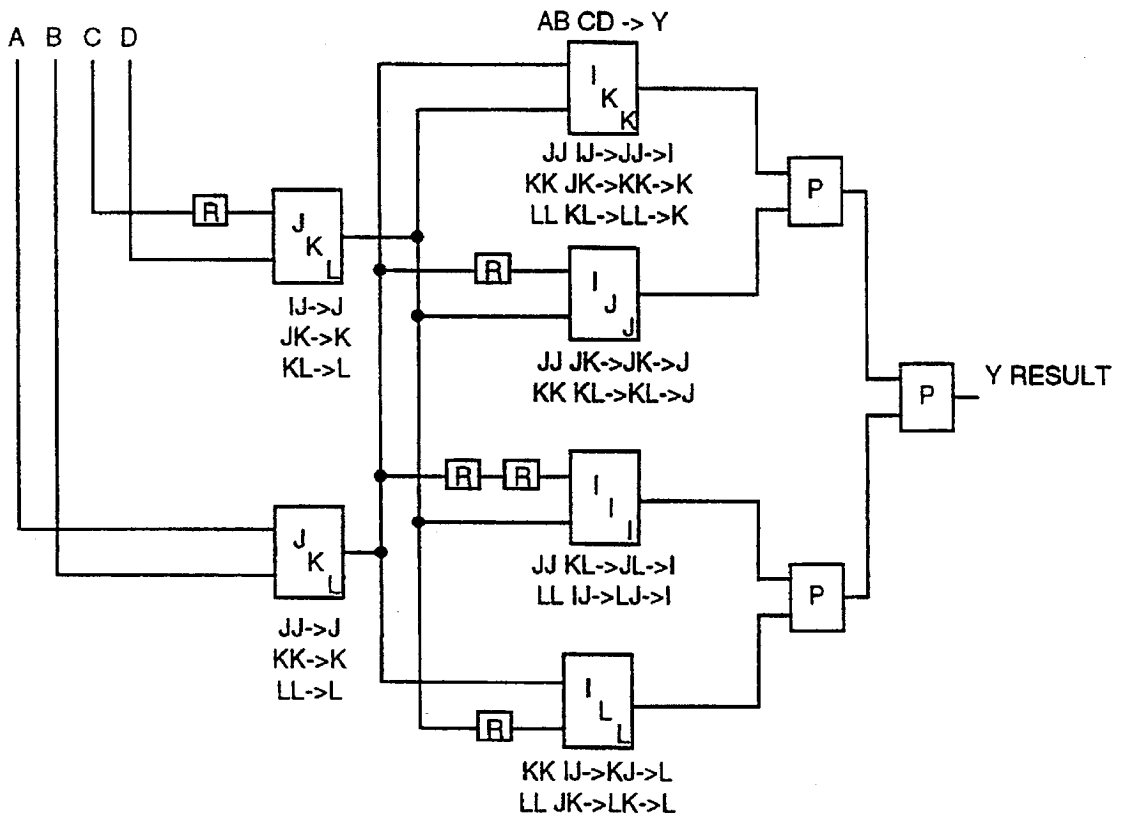 AB CD -> Y
A B C D
I
K
K
JJ IJ->JJ->I
KK JK->KK->K
LL KL->LL->K
P
R
J
K
L
IJ->J
JK->K
KL->L
R
I
J
J
JJ JK->JK->J
KK KL->KL->J
P
Y RESULT
R
R
I
I
I
JJ KL->JL->I
LL IJ->LJ->I
J
K
L
JJ->J
KK->K
LL->L
P
I
L
L
R
KK IJ->KJ->L
LL JK->LK->L